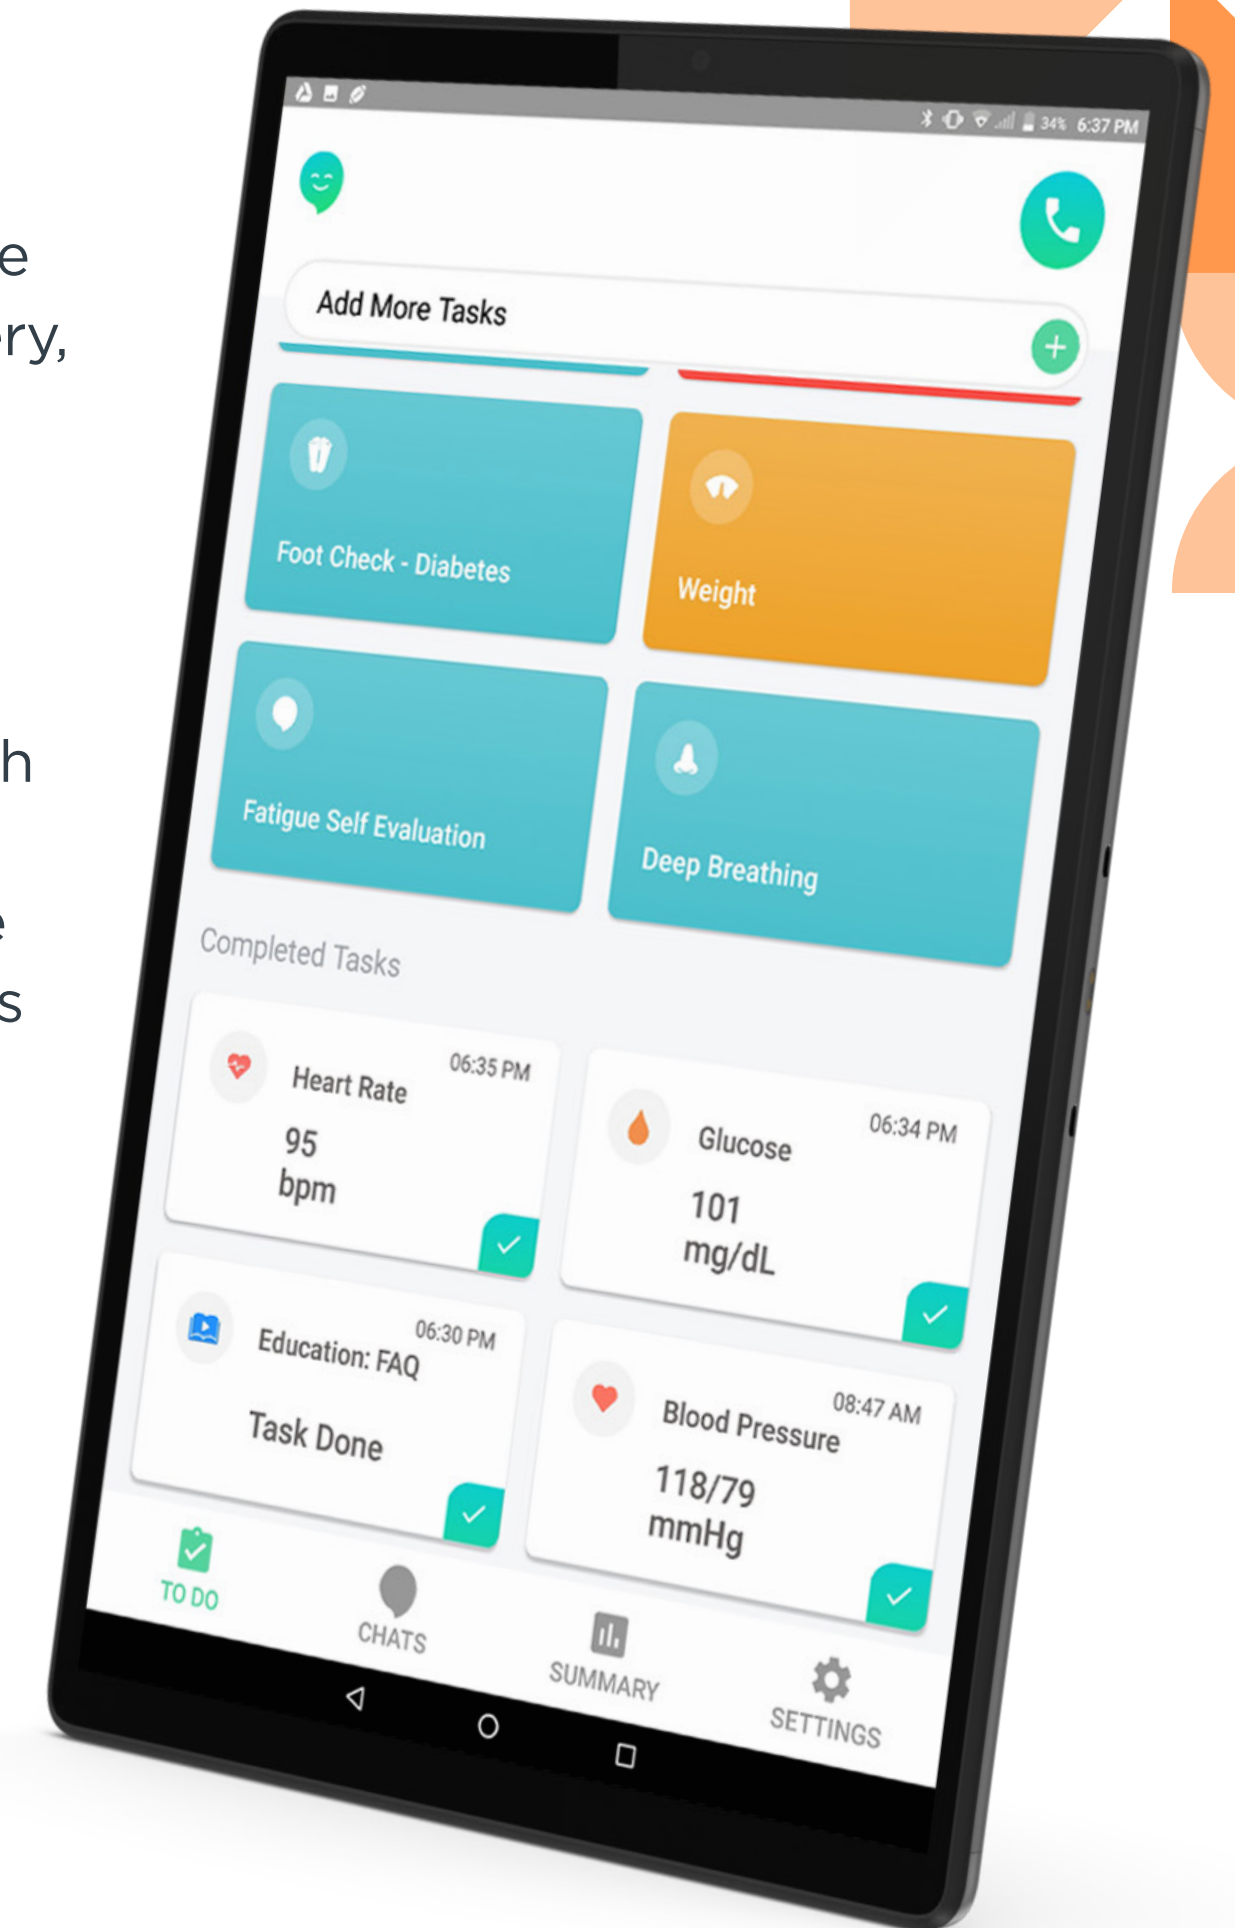 e
ery,
h
e
s
34% 6:37 PM
Add More Tasks
Foot Check - Diabetes
Weight
Fatigue Self Evaluation
Deep Breathing
Completed Tasks
Heart Rate
06:35 PM
95
bpm
Glucose
06:34 PM
101
mg/dL
Education: FAQ
06:30 PM
Task Done
Blood Pressure
08:47 AM
118/79
mmHg
TO DO
CHATS
SUMMARY
SETTINGS